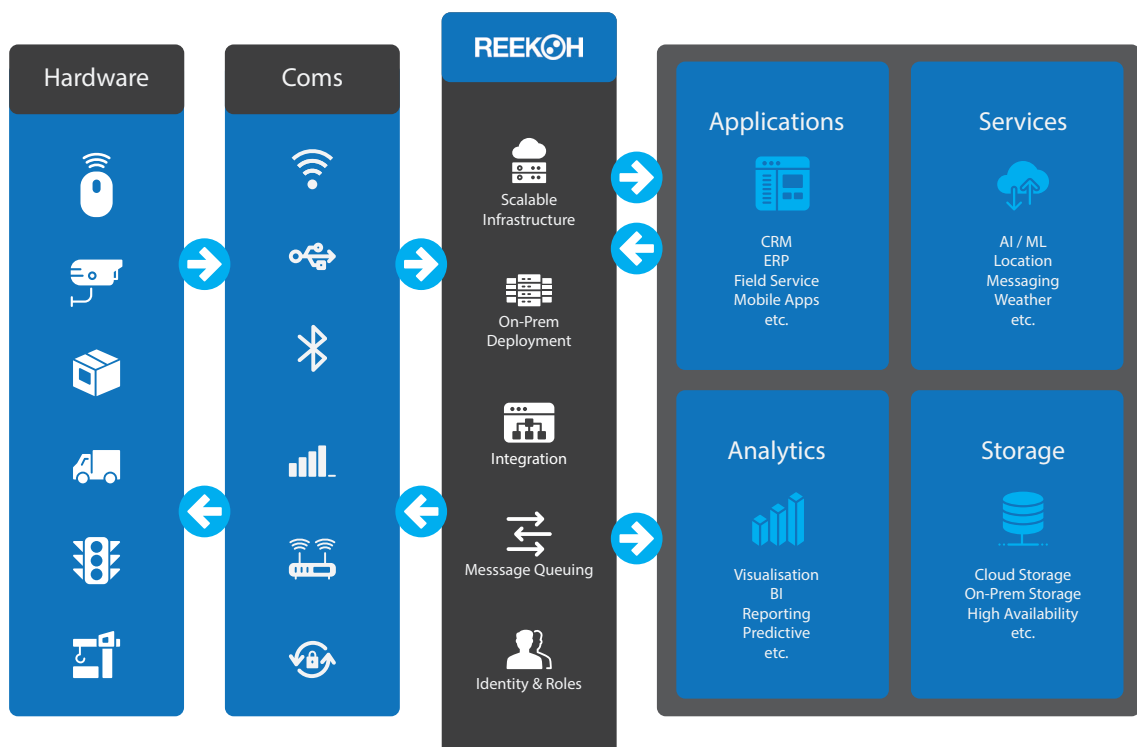 Hardware
Coms
REEKOH
Scalable
Infrastructure
On-Prem
Deployment
Integration
Messsage Queuing
Identity & Roles
Applications
CRM
ERP
Field Service
Mobile Apps
etc.
Services
AI / ML
Location
Messaging
Weather
etc.
Analytics
Visualisation
BI
Reporting
Predictive
etc.
Storage
Cloud Storage
On-Prem Storage
High Availability
etc.